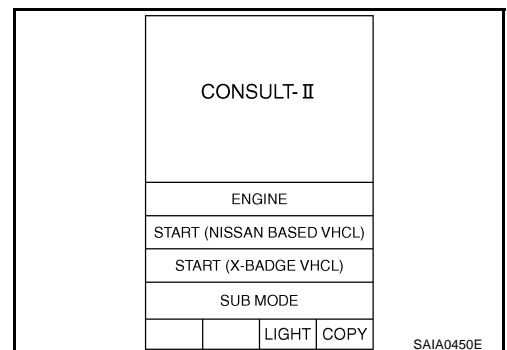 CONSULT-II
ENGINE
START (NISSAN BASED VHCL)
START (X-BADGE VHCL)
SUB MODE
LIGHT COPY
SAIA0450E